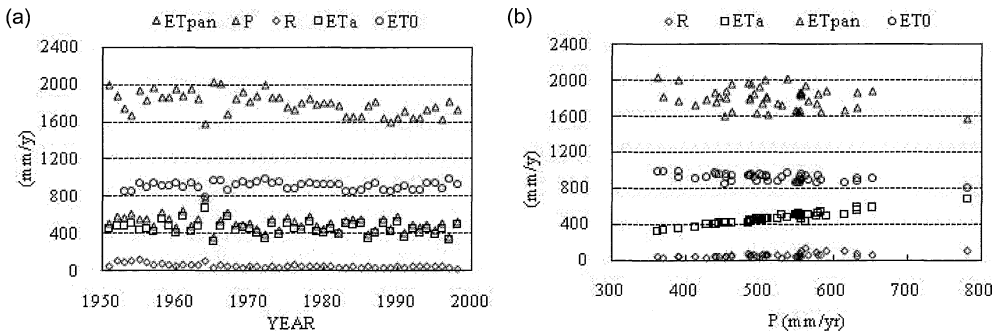 (a)
ETpan P R ETa ET0
(mm/y)
2400
2000
1600
1200
800
400
0
1950 1960 1970 1980 1990 2000
YEAR
(b)
R ETa ETpan ET0
(mm/y)
2400
2000
1600
1200
800
400
0
300 400 500 600 700 800
P (mm/yr)